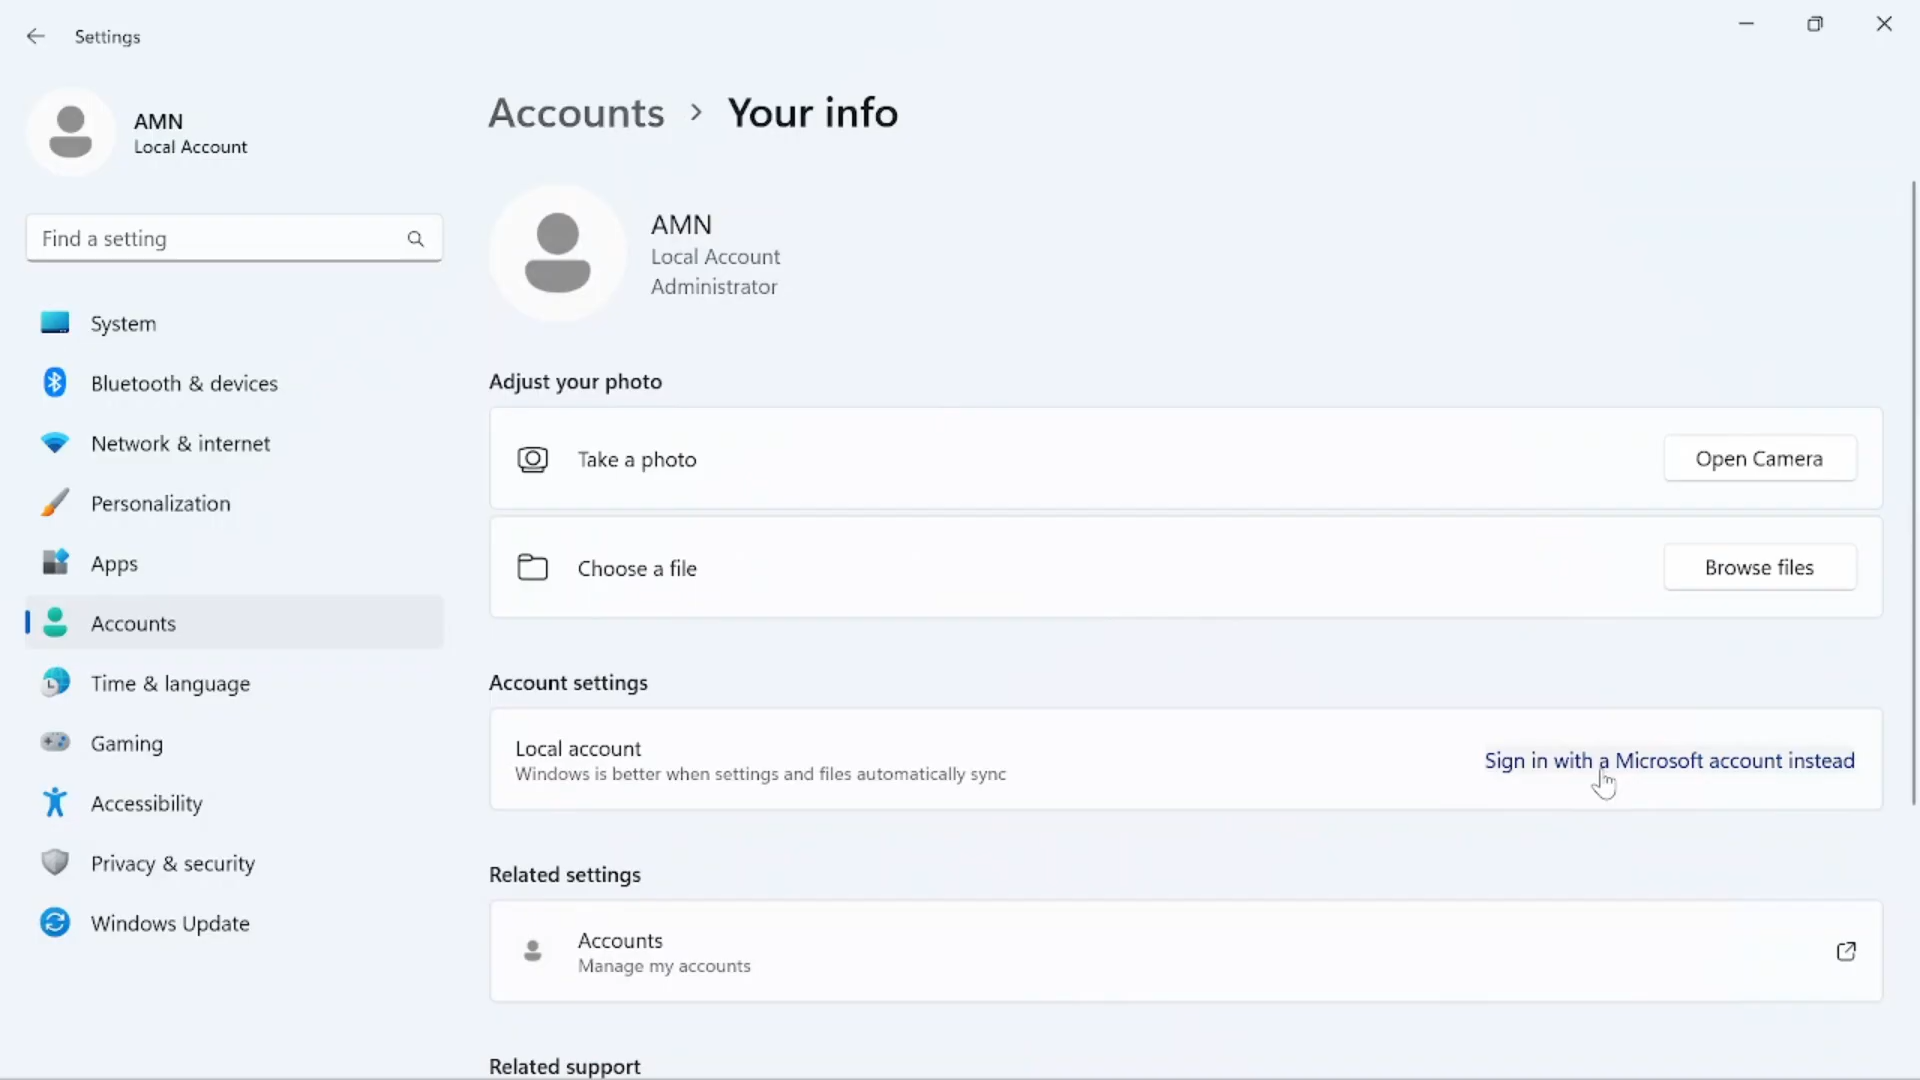 Settings
AMN
Local Account
Find a setting
System
Bluetooth & devices
Network & internet
Personalization
Apps
Accounts
Time & language
Gaming
Accessibility
Privacy & security
Windows Update
Accounts > Your info
AMN
Local Account
Administrator
Adjust your photo
Take a photo
Open Camera
Choose a file
Browse files
Account settings
Local account
Windows is better when settings and files automatically sync
Sign in with a Microsoft account instead
Related settings
Accounts
Manage my accounts
Related support